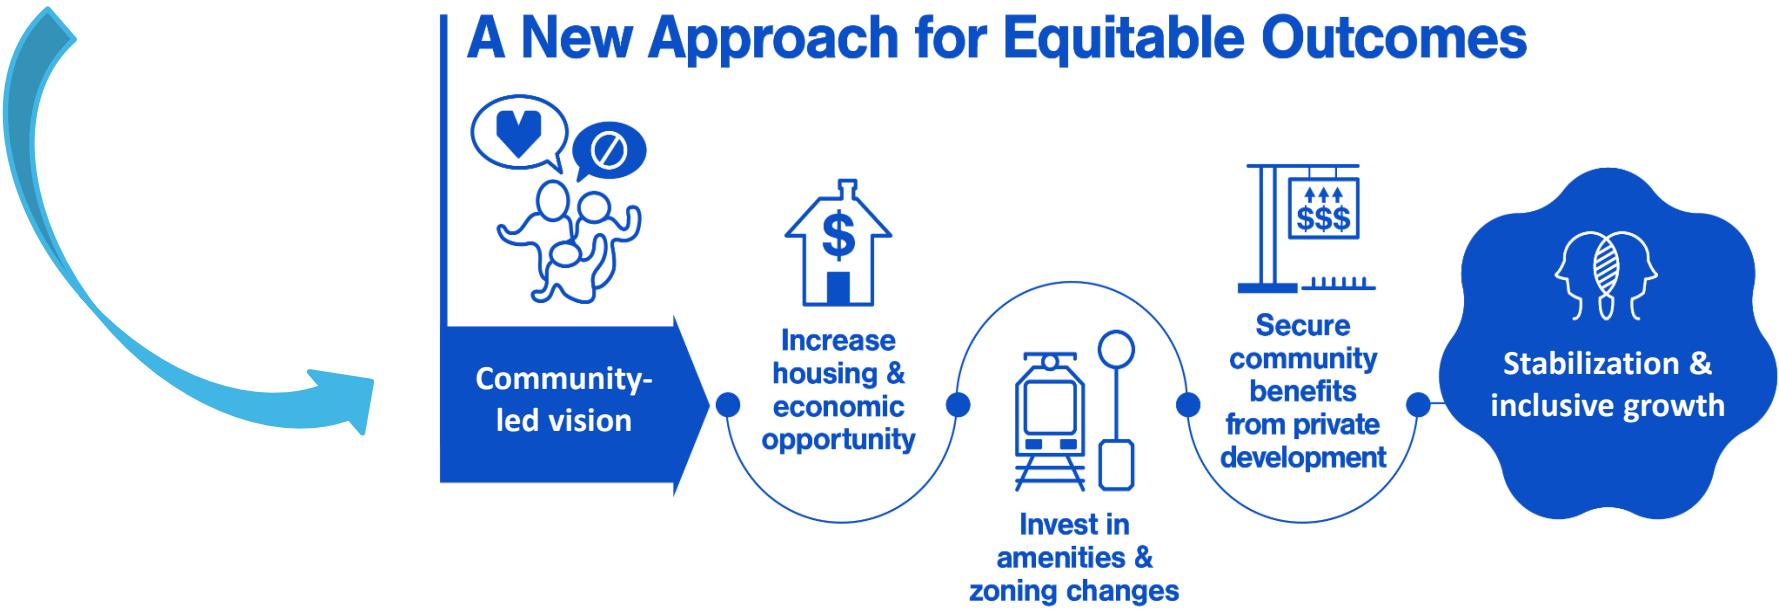 A New Approach for Equitable Outcomes
Community-
led vision
$
Increase
housing &
economic
opportunity
Invest in
amenities &
zoning changes
$$$
Secure
community
benefits
from private
development
Stabilization &
inclusive growth